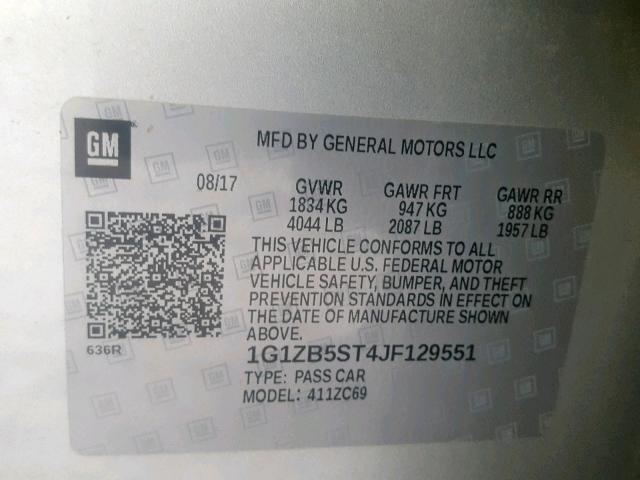 GM
MFD BY GENERAL MOTORS LLC
08/17 GVWR GAWR FRT GAWR RR
1834 KG 947 KG 888 KG
4044 LB 2087 LB 1957 LB
THIS VEHICLE CONFORMS TO ALL
APPLICABLE U.S. FEDERAL MOTOR
VEHICLE SAFETY, BUMPER, AND THEFT
PREVENTION STANDARDS IN EFFECT ON
THE DATE OF MANUFACTURE SHOWN
ABOVE.
636R
1G1ZB5ST4JF129551
TYPE: PASS CAR
MODEL: 411ZC69